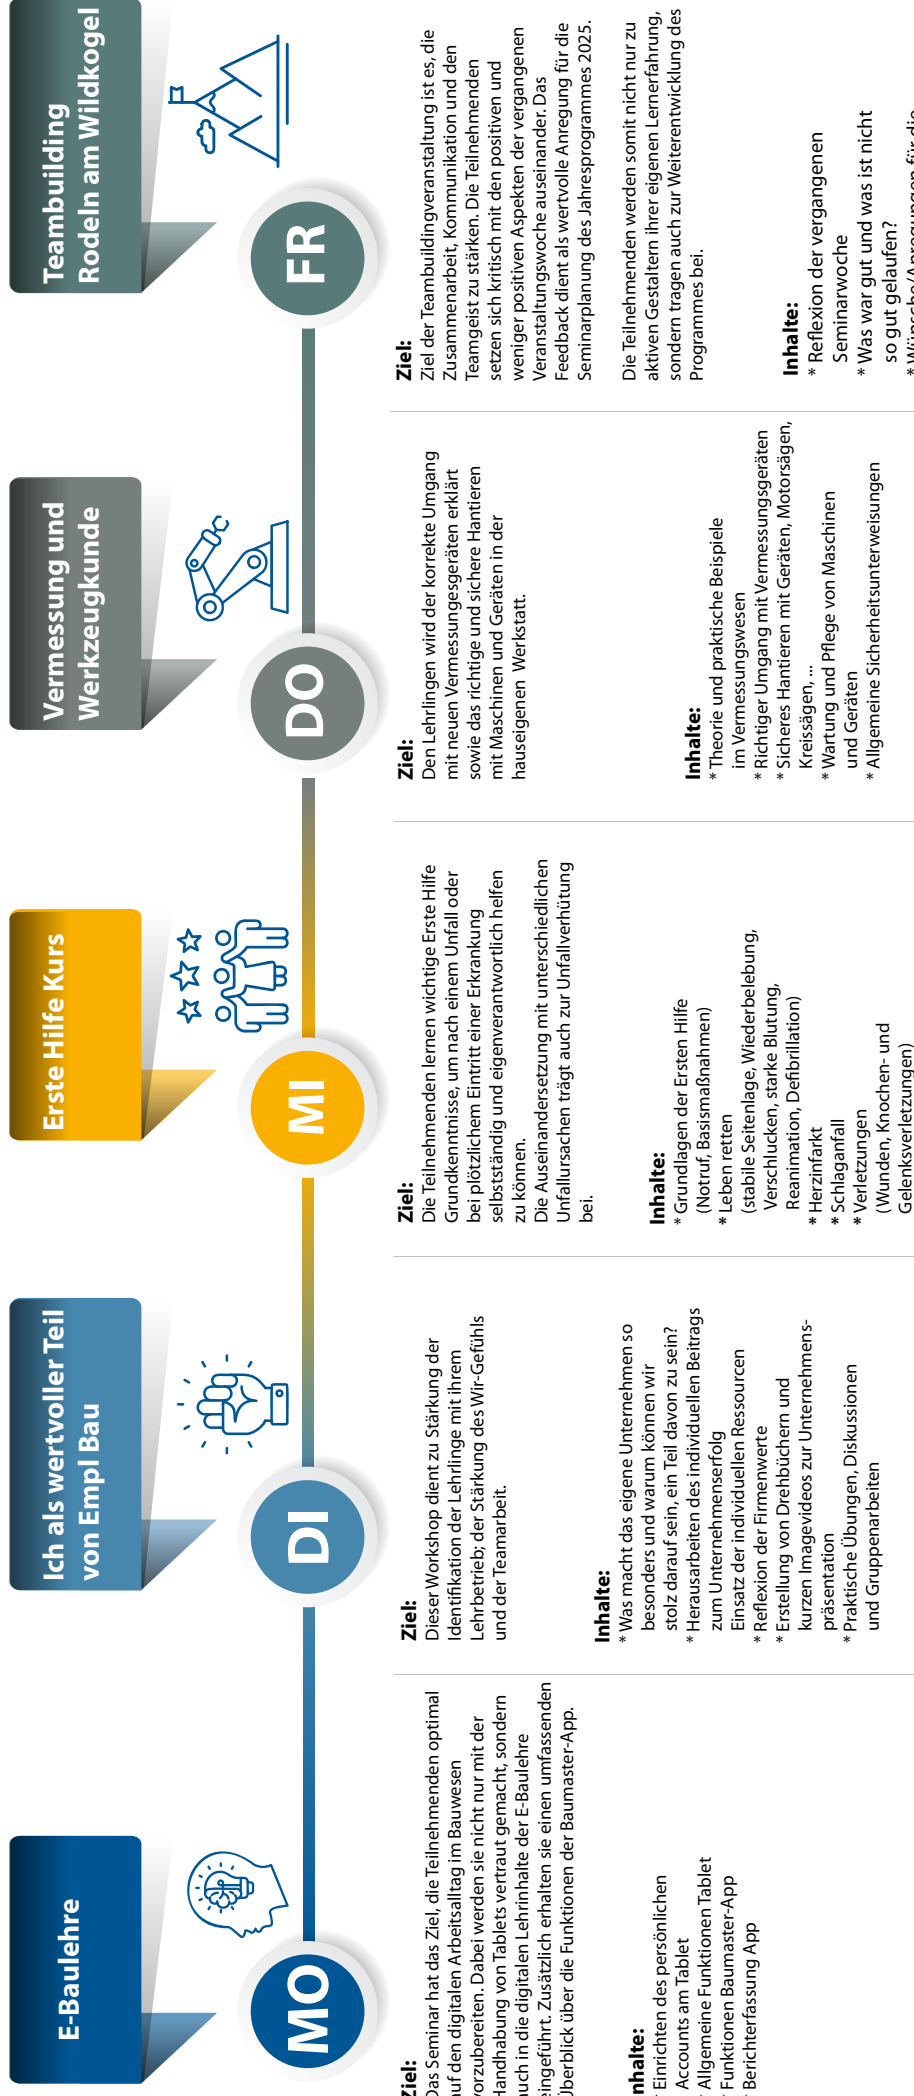 E-Baulehre
MO
Ziel:
Das Seminar hat das Ziel, die Teilnehmenden optimal
auf den digitalen Arbeitsalltag im Bauwesen
vorzubereiten. Dabei werden sie nicht nur mit der
Handhabung von Tablets vertraut gemacht, sondern
auch in die digitalen Lehrinhalte der E-Baulehre
eingeführt. Zusätzlich erhalten sie einen umfassenden
Überblick über die Funktionen der Baumaster-App.
Inhalte:
* Einrichten des persönlichen
Accounts am Tablet
* Allgemeine Funktionen Tablet
* Funktionen Baumaster-App
* Berichterfassung App
Ich als wertvoller Teil
von Empl Bau
DI
Ziel:
Dieser Workshop dient zu Stärkung der
Identifikation der Lehrlinge mit ihrem
Lehrbetrieb; der Stärkung des Wir-Gefühls
und der Teamarbeit.
Inhalte:
* Was macht das eigene Unternehmen so
besonders und warum können wir
stolz darauf sein, ein Teil davon zu sein?
* Herausarbeiten des individuellen Beitrags
zum Unternehmenserfolg
Einsatz der individuellen Ressourcen
* Reflexion der Firmenwerte
* Erstellung von Drehbüchern und
kurzen Imagevideos zur Unternehmens-
präsentation
* Praktische Übungen, Diskussionen
und Gruppenarbeiten
Erste Hilfe Kurs
MI
Ziel:
Die Teilnehmenden lernen wichtige Erste Hilfe
Grundkenntnisse, um nach einem Unfall oder
bei plötzlichem Eintritt einer Erkrankung
selbstständig und eigenverantwortlich helfen
zu können.
Die Auseinandersetzung mit unterschiedlichen
Unfallursachen trägt auch zur Unfallverhütung
bei.
Inhalte:
* Grundlagen der Ersten Hilfe
(Notruf, Basismaßnahmen)
* Leben retten
(stabile Seitenlage, Wiederbelebung,
Verschlucken, starke Blutung,
Reanimation, Defibrillation)
* Herzinfarkt
* Schlaganfall
* Verletzungen
(Wunden, Knochen- und
Gelenksverletzungen)
Vermessung und
Werkzeugkunde
DO
Ziel:
Den Lehrlingen wird der korrekte Umgang
mit neuen Vermessungesgeräten erklärt
sowie das richtige und sichere Hantieren
mit Maschinen und Geräten in der
hauseigenen Werkstatt.
Inhalte:
* Theorie und praktische Beispiele
im Vermessungswesen
* Richtiger Umgang mit Vermessungsgeräten
* Sicheres Hantieren mit Geräten, Motorsägen,
Kreissägen, ...
* Wartung und Pflege von Maschinen
und Geräten
* Allgemeine Sicherheitsunterweisungen
Teambuilding
Rodeln am Wildkogel
FR
Ziel:
Ziel der Teambuildingveranstaltung ist es, die
Zusammenarbeit, Kommunikation und den
Teamgeist zu stärken. Die Teilnehmenden
setzen sich kritisch mit den positiven und
weniger positiven Aspekten der vergangenen
Veranstaltungswoche auseinander. Das
Feedback dient als wertvolle Anregung für die
Seminarplanung des Jahresprogrammes 2025.
Die Teilnehmenden werden somit nicht nur zu
aktiven Gestaltern ihrer eigenen Lernerfahrung,
sondern tragen auch zur Weiterentwicklung des
Programmes bei.
Inhalte:
* Reflexion der vergangenen
Seminarwoche
* Was war gut und was ist nicht
so gut gelaufen?
* Wünsche/Anregungen für die